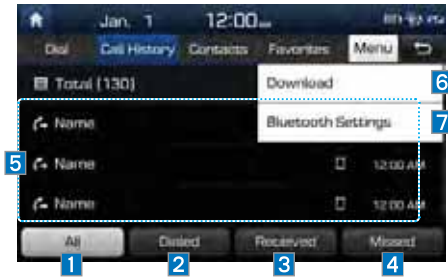 Jan. 1 12:00
Dial Call History Contacts Favorites Menu
Total (130)
Download 6
Name
Bluetooth Settings 7
5 Name 12:00 AM
Name 12:00 AM
All Dialed Received Missed
1 2 3 4